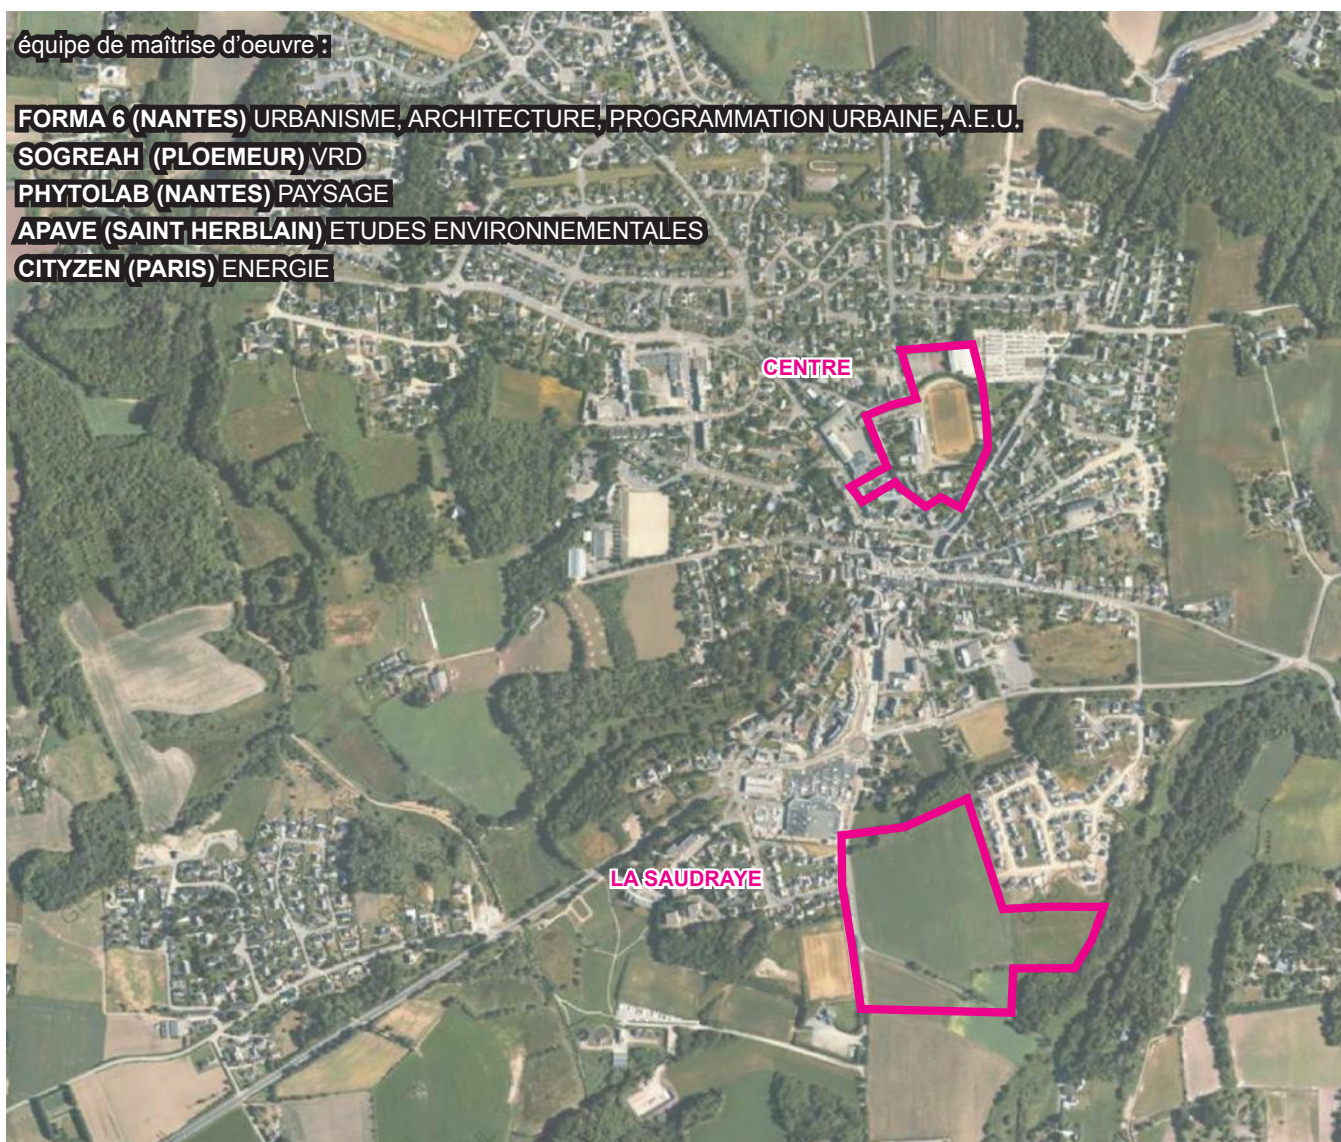 équipe de maîtrise d'oeuvre :
FORMA 6 (NANTES) URBANISME, ARCHITECTURE, PROGRAMMATION URBAINE, A.E.U.
SOGREAH (PLOEMEUR) VRD
PHYTOLAB (NANTES) PAYSAGE
APAVE (SAINT HERBLAIN) ETUDES ENVIRONNEMENTALES
CITYZEN (PARIS) ENERGIE
CENTRE
LA SAUDRAYE